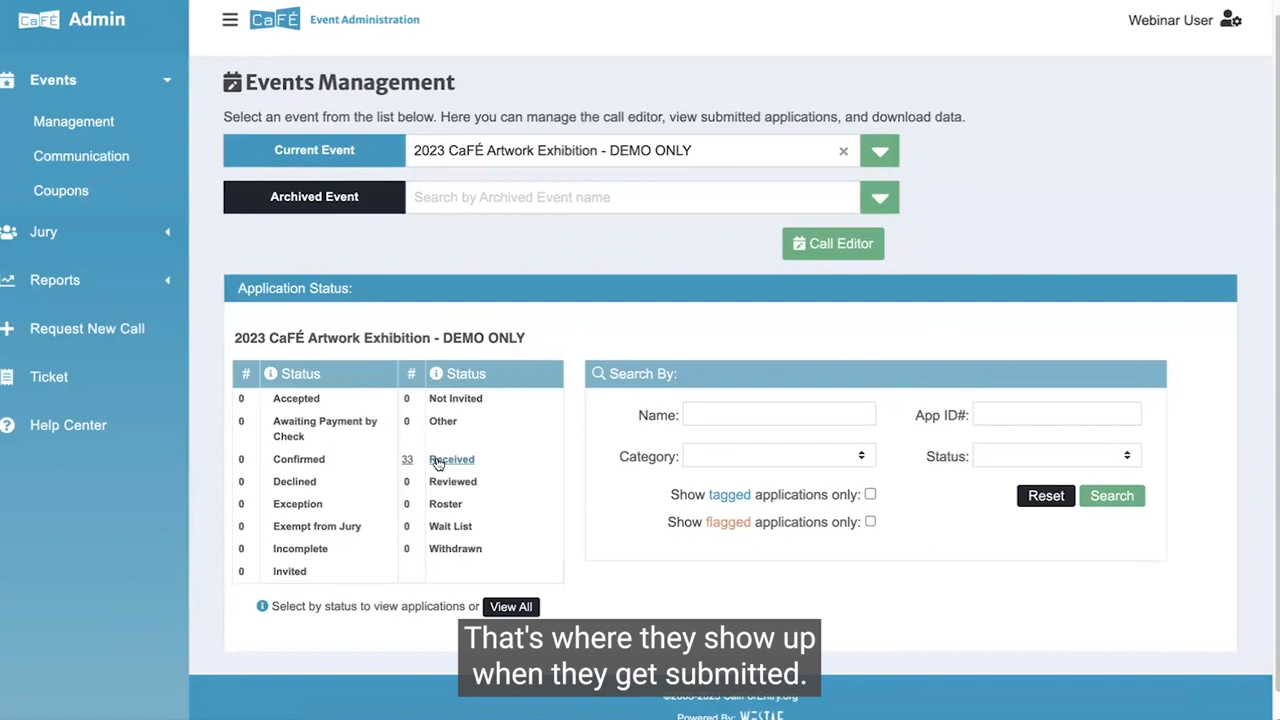 CaFÉ Admin
CaFÉ Event Administration
Webinar User
Events
Management
Communication
Coupons
Jury
Reports
Request New Call
Ticket
Help Center
Events Management
Select an event from the list below. Here you can manage the call editor, view submitted applications, and download data.
Current Event 2023 CaFÉ Artwork Exhibition - DEMO ONLY ×
Archived Event Search by Archived Event name
Call Editor
Application Status:
2023 CaFÉ Artwork Exhibition - DEMO ONLY
# Status # Status
0 Accepted 0 Not Invited
0 Awaiting Payment by Check 0 Other
0 Confirmed 33 Received
0 Declined 0 Reviewed
0 Exception 0 Roster
0 Exempt from Jury 0 Wait List
0 Incomplete 0 Withdrawn
0 Invited
Select by status to view applications or View All
Search By:
Name: App ID#:
Category: Status:
Show tagged applications only:
Show flagged applications only:
Reset Search
That's where they show up
when they get submitted.
Powered By: WESTAF